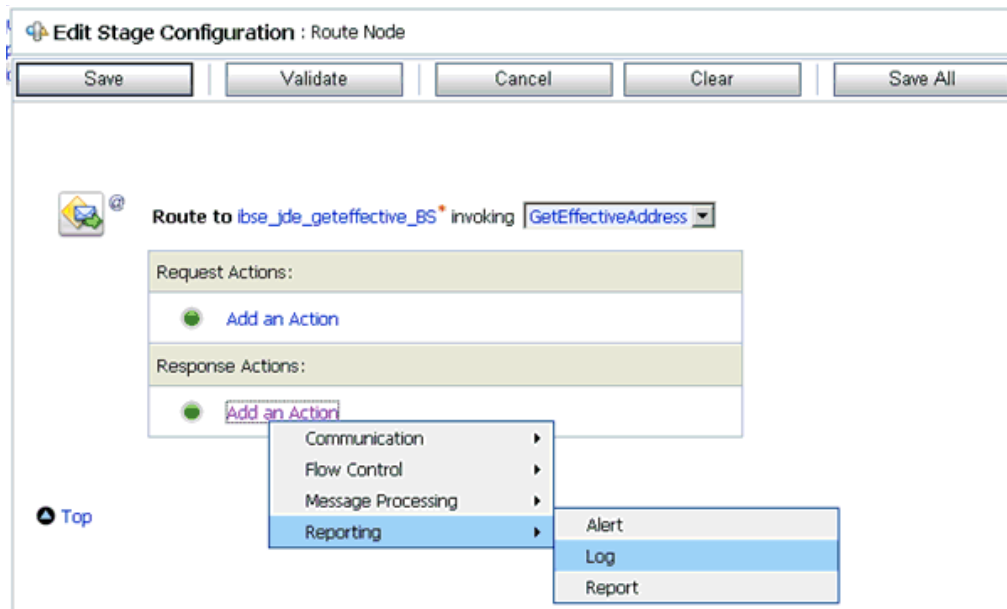 Edit Stage Configuration : Route Node
Save Validate Cancel Clear Save All
@
Route to ibse_jde_geteffective_BS* invoking GetEffectiveAddress
Request Actions:
Add an Action
Response Actions:
Add an Action
Communication
Flow Control
Message Processing
Reporting
Alert
Log
Report
Top